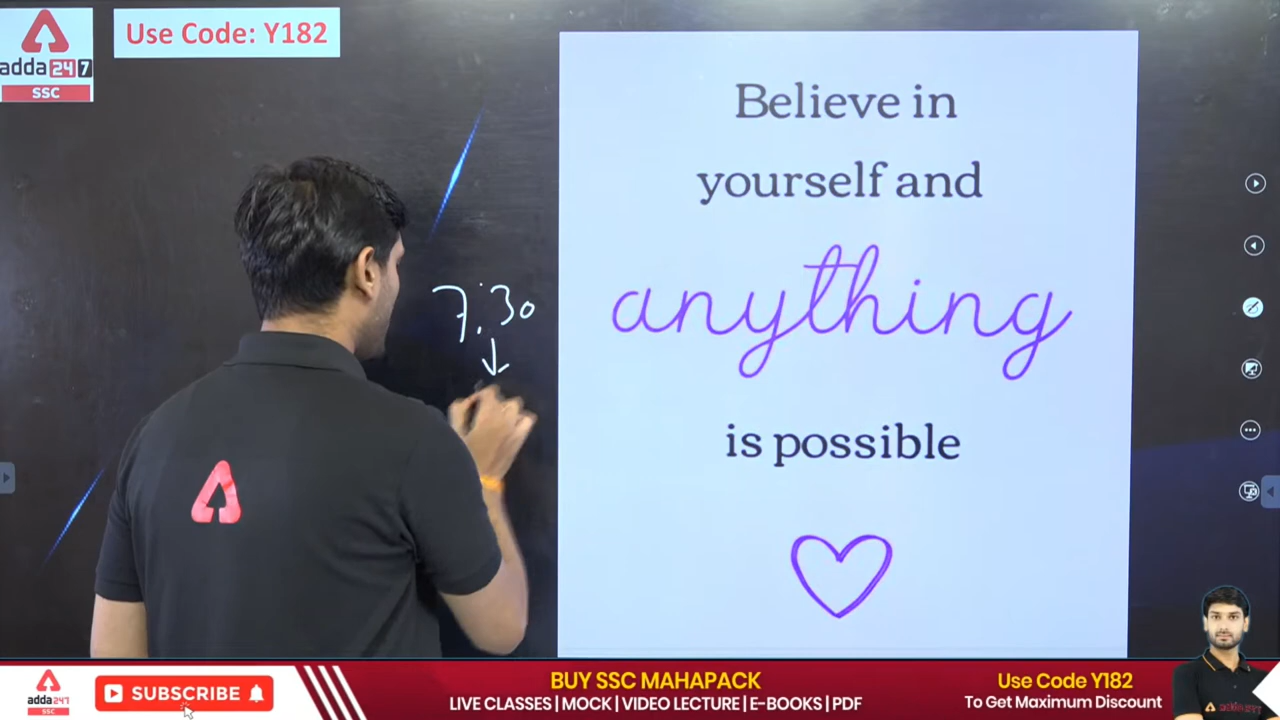 adda 247
SSC
Use Code: Y182
Believe in
yourself and
anything
is possible
7:30
adda 247
SSC
SUBSCRIBE
BUY SSC MAHAPACK
LIVE CLASSES | MOCK | VIDEO LECTURE | E-BOOKS | PDF
Use Code Y182
To Get Maximum Discount